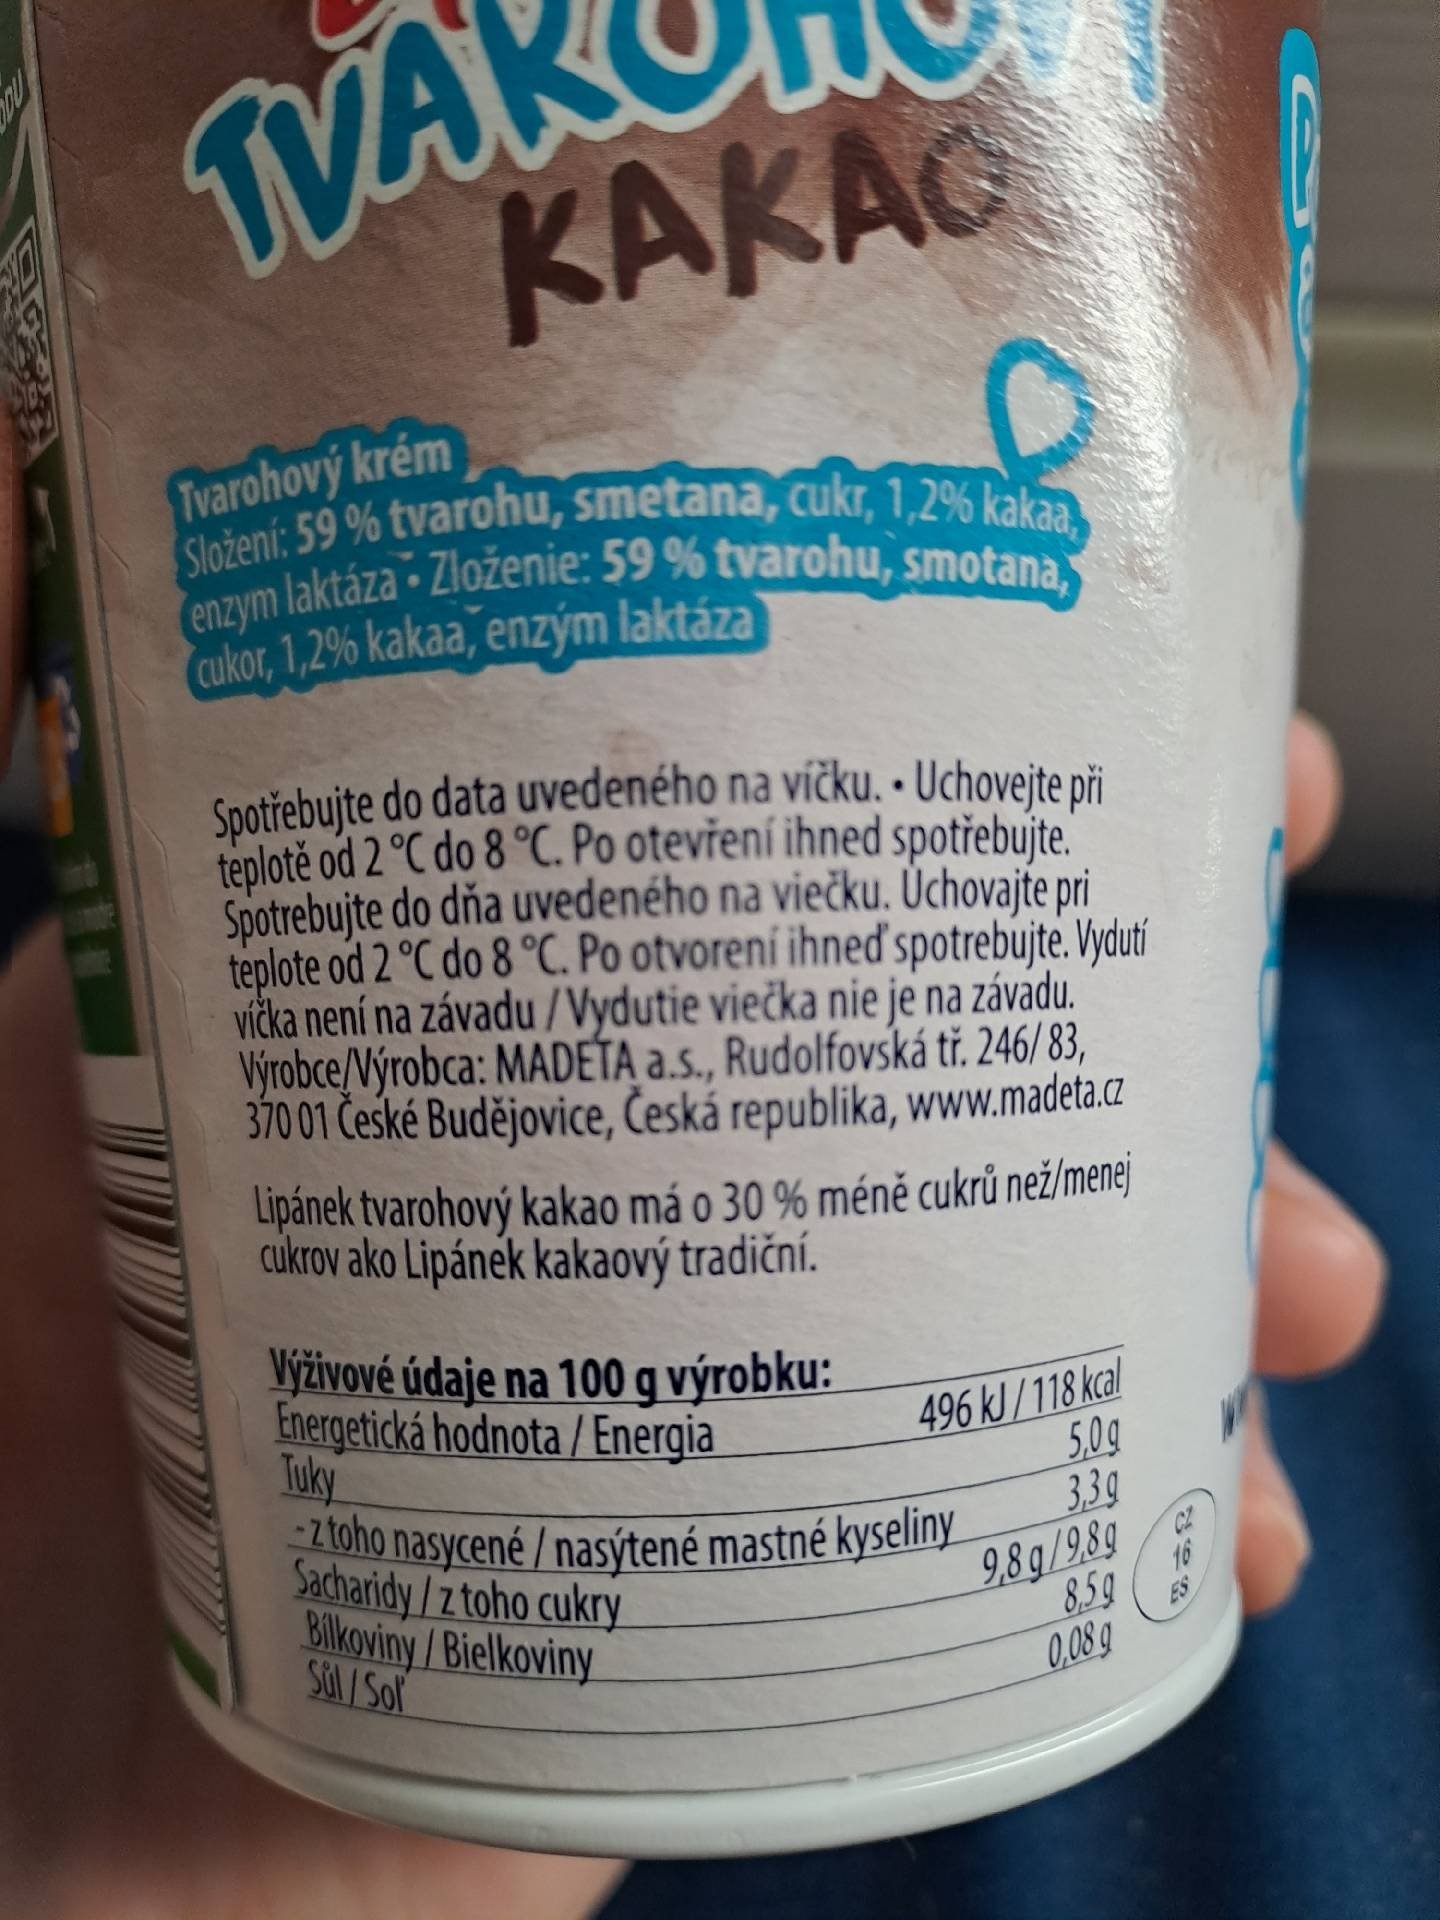 TVAROHOVÝ
KAKAO
Tvarohový krém
Složení: 59 % tvarohu, smetana, cukr, 1,2% kakaa,
enzym laktáza • Zloženie: 59 % tvarohu, smotana,
cukor, 1,2% kakaa, enzým laktáza
Spotřebujte do data uvedeného na víčku. • Uchovejte při
teplotě od 2 °C do 8 °C. Po otevření ihned spotřebujte.
Spotrebujte do dňa uvedeného na viečku. Uchovajte pri
teplote od 2 °C do 8 °C. Po otvorení ihneď spotrebujte. Vydutí
víčka není na závadu / Vydutie viečka nie je na závadu.
Výrobce/Výrobca: MADETA a.s., Rudolfovská tř. 246/83,
370 01 České Budějovice, Česká republika, www.madeta.cz
Lipánek tvarohový kakao má o 30 % méně cukrů než/menej
cukrov ako Lipánek kakaový tradiční.
Výživové údaje na 100 g výrobku:
Energetická hodnota / Energia 496 kJ / 118 kcal
Tuky 5,0 g
- z toho nasycené / nasýtené mastné kyseliny 3,3 g
Sacharidy / z toho cukry 9,8 g / 9,8 g
Bílkoviny / Bielkoviny 8,5 g
Sůl / Soľ 0,08 g
CZ
16
ES